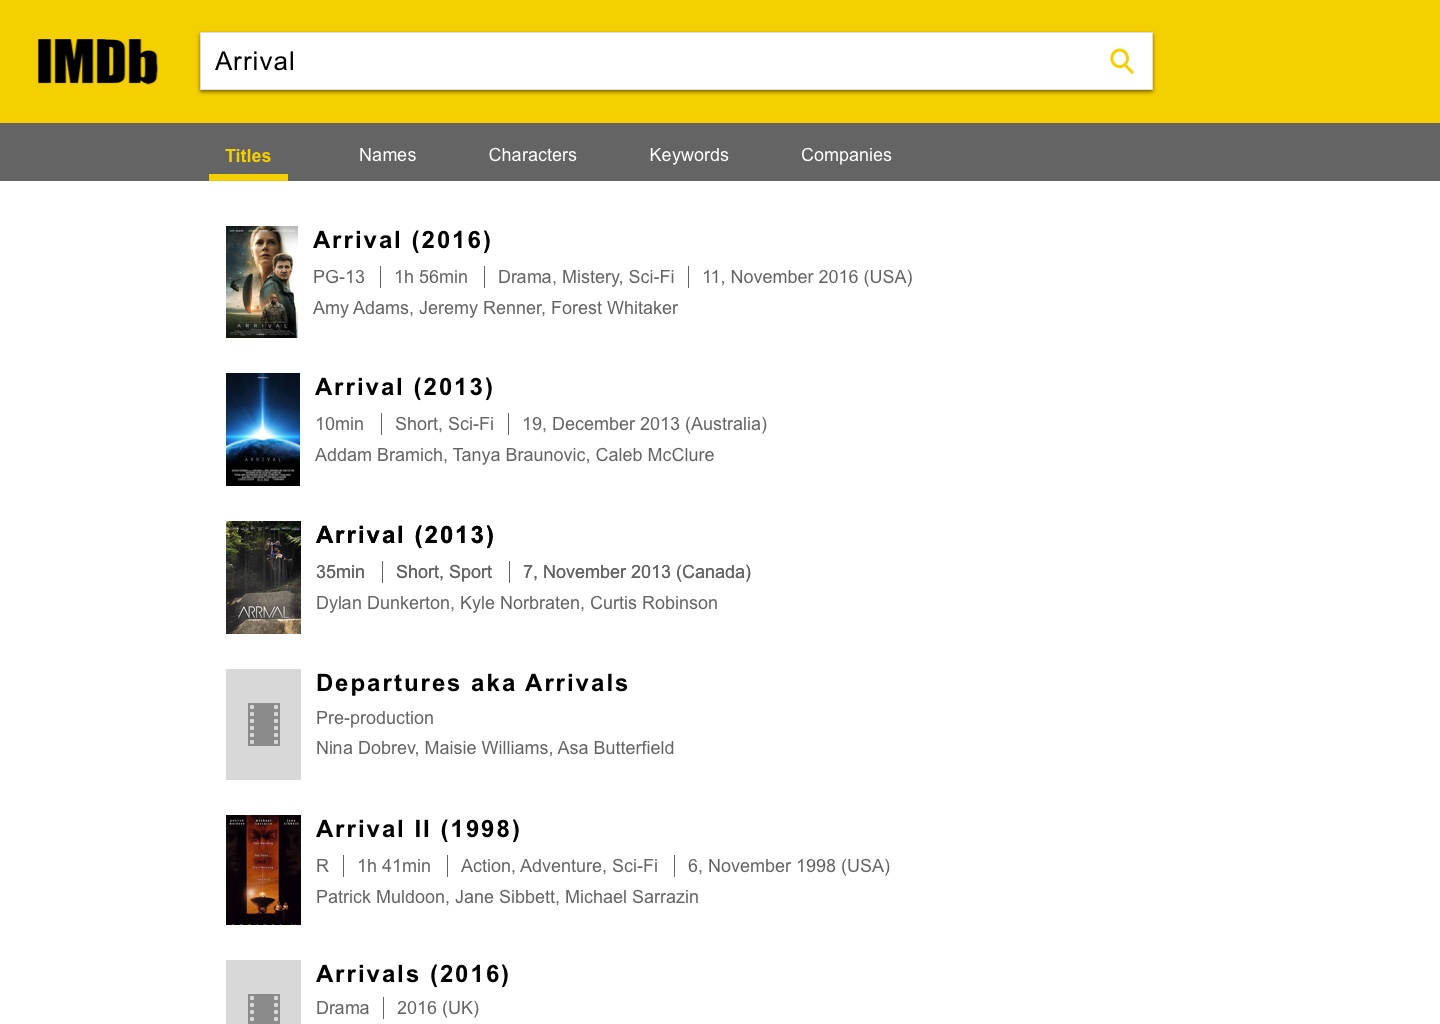 IMDb
Arrival
Titles Names Characters Keywords Companies
Arrival (2016)
PG-13 1h 56min Drama, Mistery, Sci-Fi 11, November 2016 (USA)
Amy Adams, Jeremy Renner, Forest Whitaker
ARRIVAL
Arrival (2013)
10min Short, Sci-Fi 19, December 2013 (Australia)
Addam Bramich, Tanya Braunovic, Caleb McClure
ARRIVAL
Arrival (2013)
35min Short, Sport 7, November 2013 (Canada)
Dylan Dunkerton, Kyle Norbraten, Curtis Robinson
ARRIVAL
Departures aka Arrivals
Pre-production
Nina Dobrev, Maisie Williams, Asa Butterfield
Arrival II (1998)
R 1h 41min Action, Adventure, Sci-Fi 6, November 1998 (USA)
Patrick Muldoon, Jane Sibbett, Michael Sarrazin
Arrivals (2016)
Drama 2016 (UK)